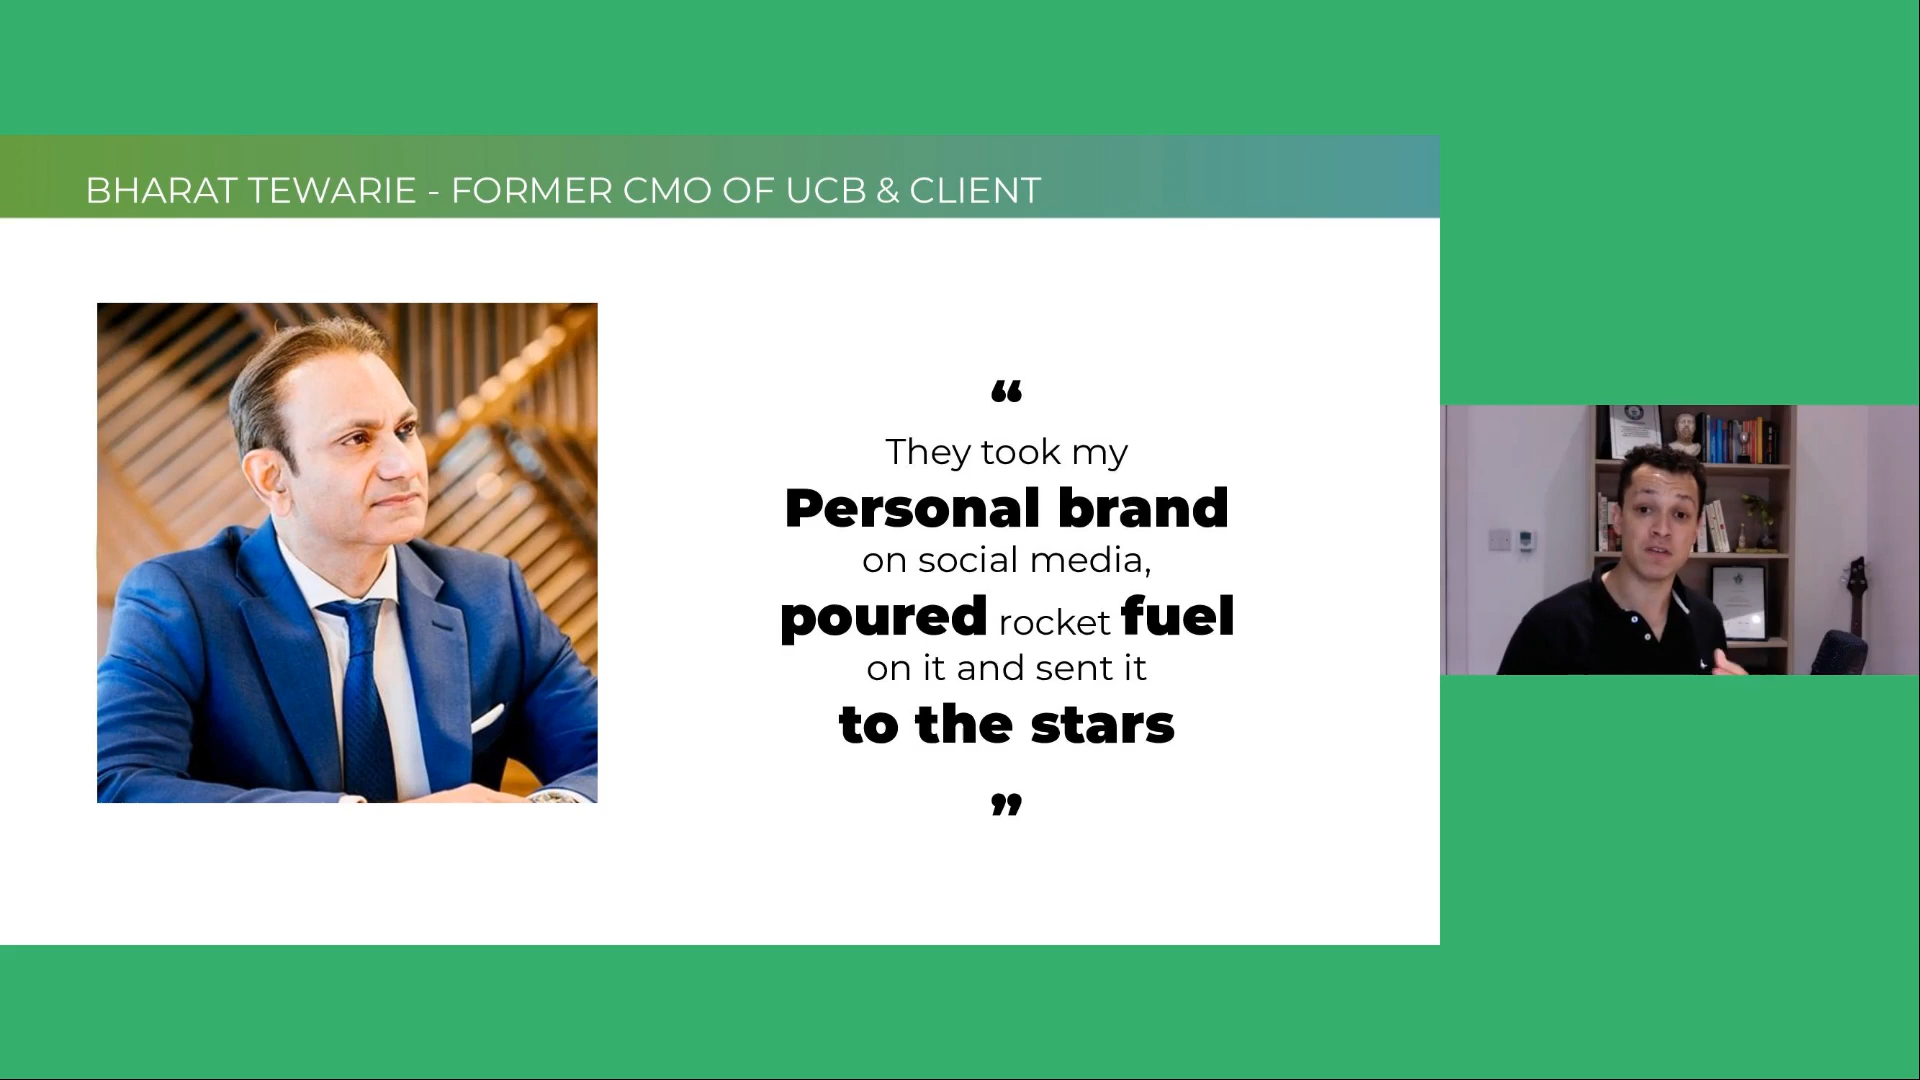 BHARAT TEWARIE - FORMER CMO OF UCB & CLIENT
“
They took my
Personal brand
on social media,
poured rocket fuel
on it and sent it
to the stars
”